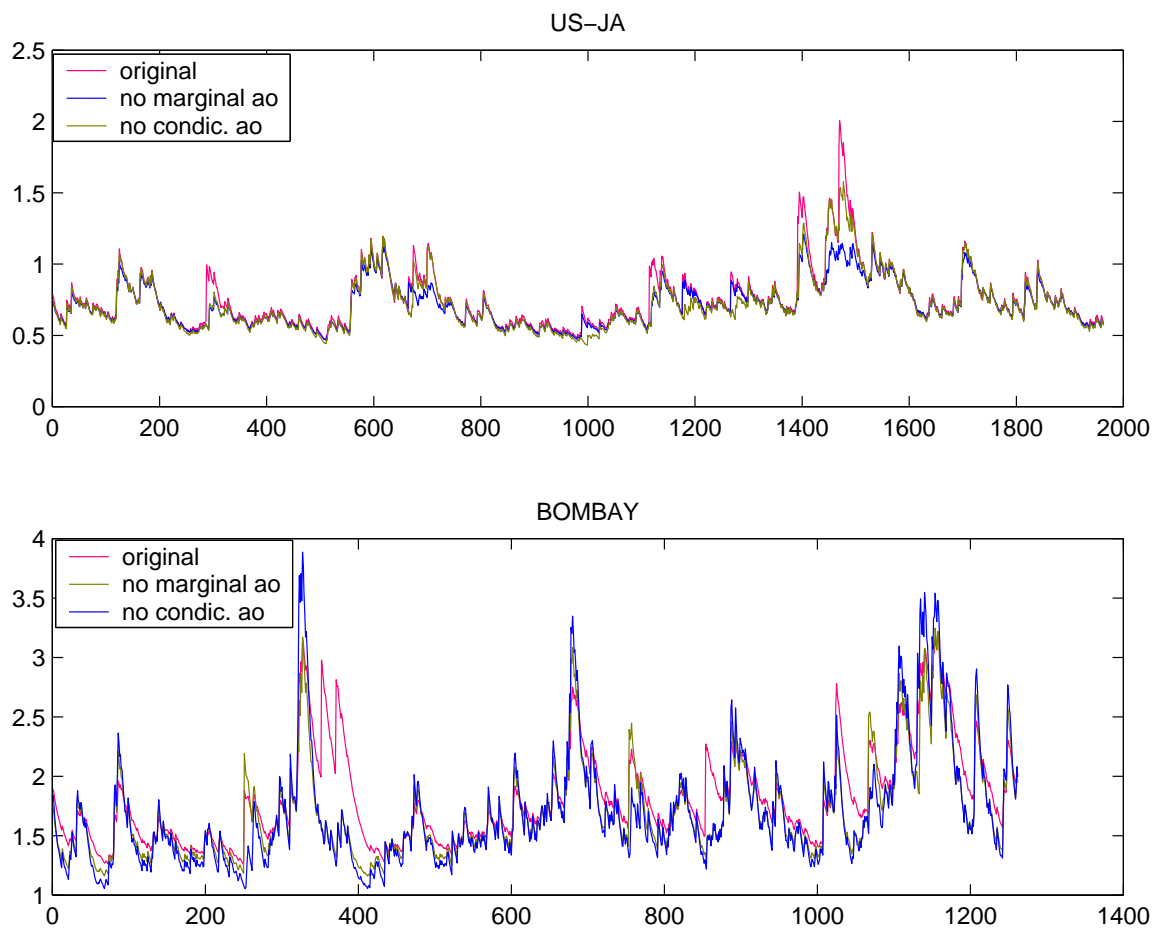 US−JA
2.5
original
no marginal ao
no condic. ao
2
1.5
1
0.5
0
0 200 400 600 800 1000 1200 1400 1600 1800 2000
BOMBAY
4
original
no marginal ao
no condic. ao
3.5
3
2.5
2
1.5
1
0 200 400 600 800 1000 1200 1400